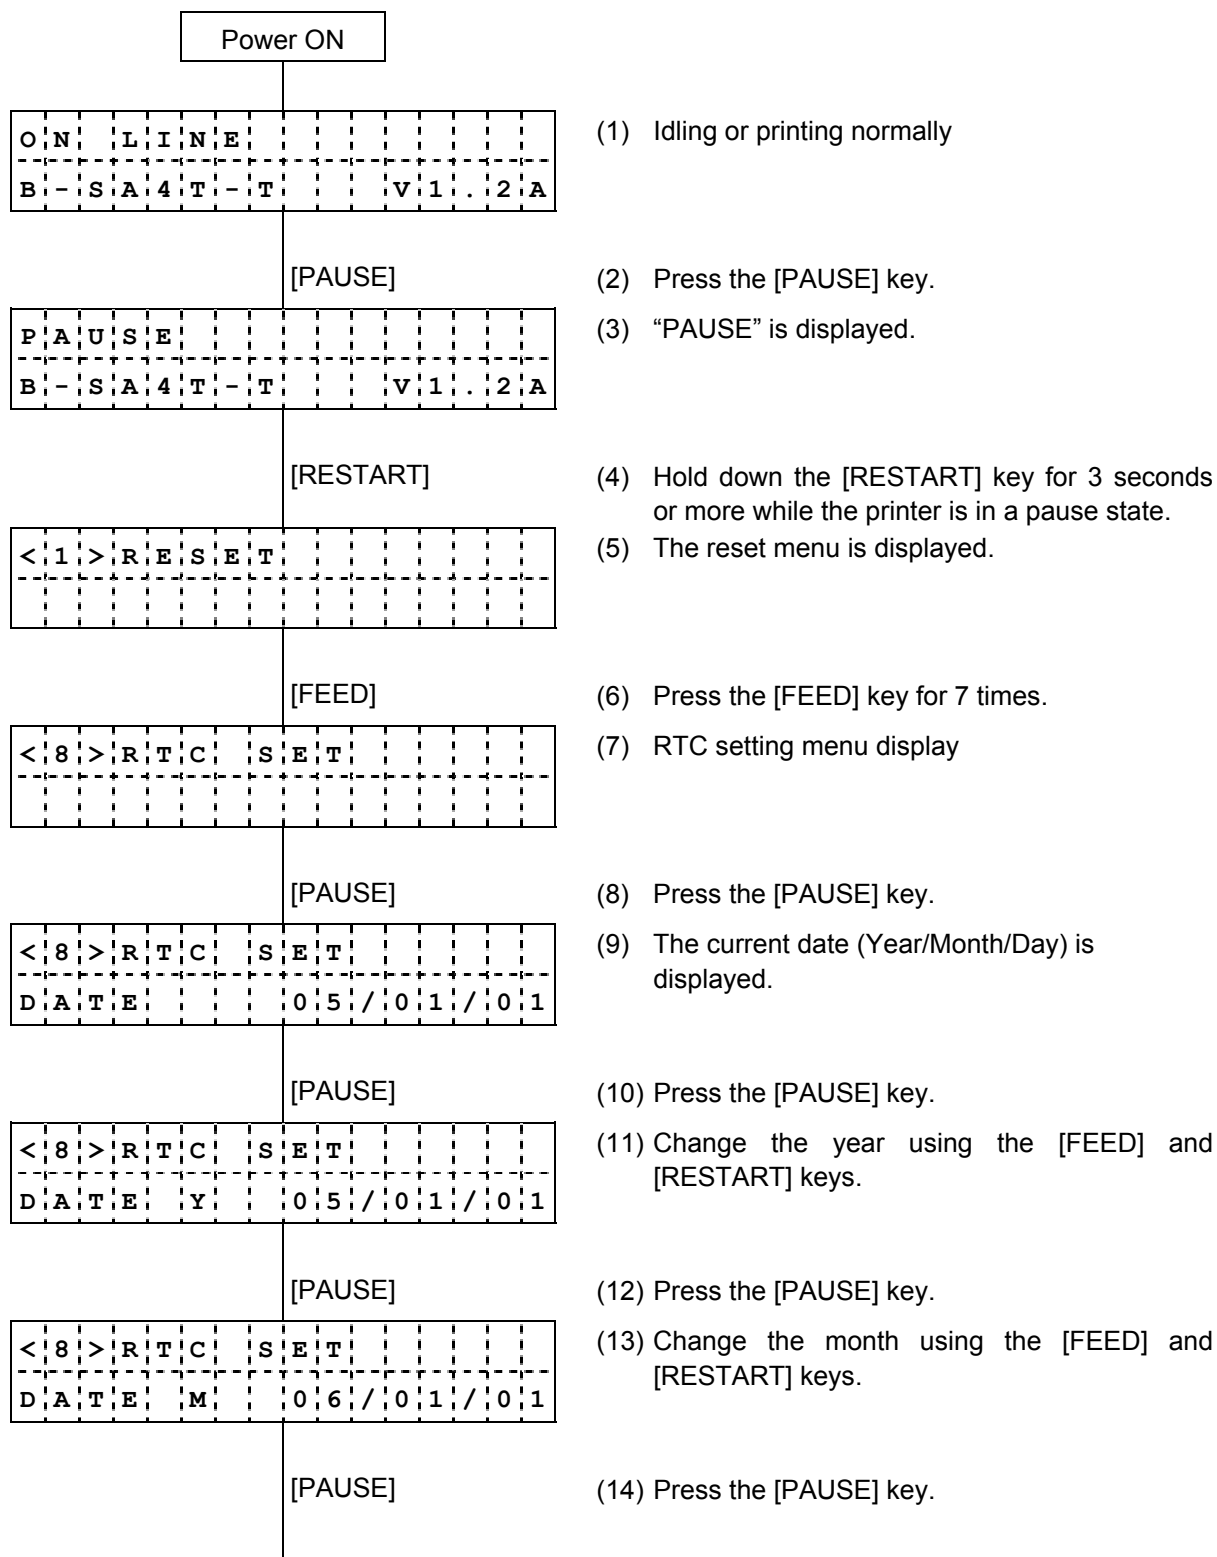 Power ON
ON LINE
B-SA4T-T   V1.2A
(1) Idling or printing normally
[PAUSE]
(2) Press the [PAUSE] key.
PAUSE
B-SA4T-T   V1.2A
(3) “PAUSE” is displayed.
[RESTART]
(4) Hold down the [RESTART] key for 3 seconds
or more while the printer is in a pause state.
<1>RESET
(5) The reset menu is displayed.
[FEED]
(6) Press the [FEED] key for 7 times.
<8>RTC SET
(7) RTC setting menu display
[PAUSE]
(8) Press the [PAUSE] key.
<8>RTC SET
DATE    05/01/01
(9) The current date (Year/Month/Day) is
displayed.
[PAUSE]
(10) Press the [PAUSE] key.
<8>RTC SET
DATE Y  05/01/01
(11) Change the year using the [FEED] and
[RESTART] keys.
[PAUSE]
(12) Press the [PAUSE] key.
<8>RTC SET
DATE M  06/01/01
(13) Change the month using the [FEED] and
[RESTART] keys.
[PAUSE]
(14) Press the [PAUSE] key.